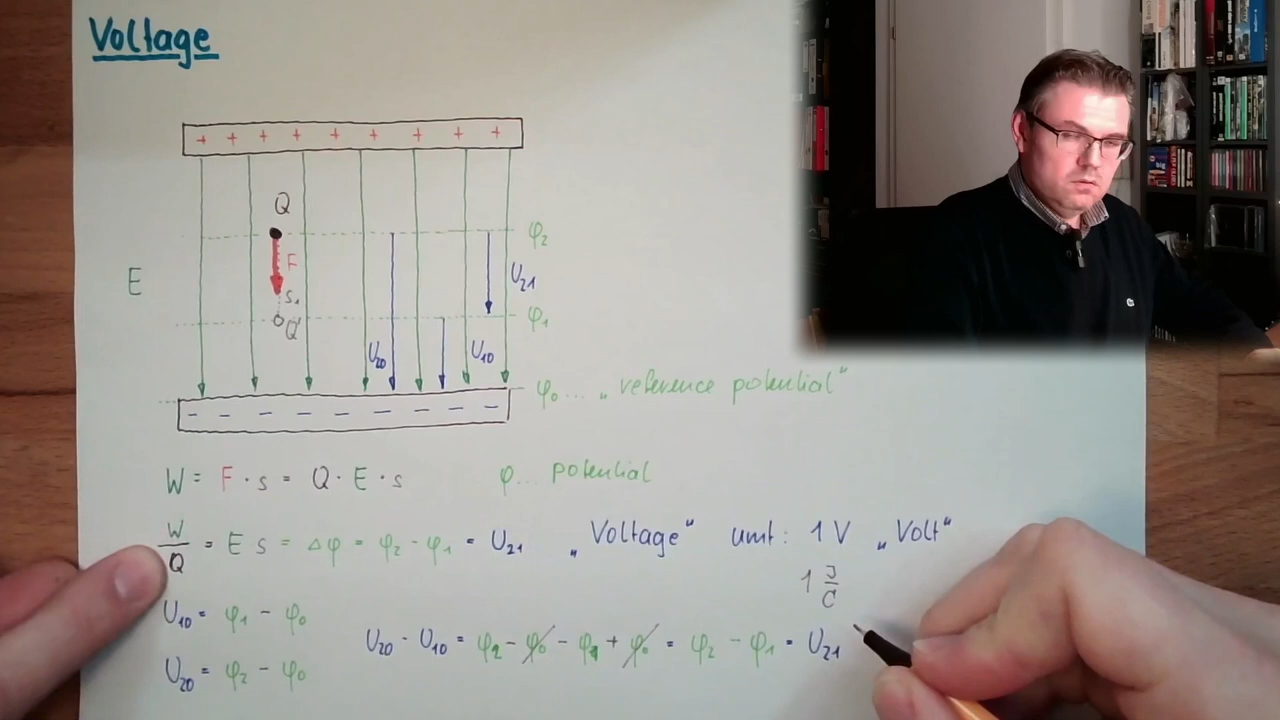 Voltage
+ + + + + + + + +
Q
φ₂
F
U₂₁
E
S₁
φ₁
Q'
U₂₀ U₁₀
φ₀ ... „reference potential“
− − − − − − − − −
W = F · s = Q · E · s φ... potential
W/Q = E s = Δφ = φ₂ - φ₁ = U₂₁ „Voltage“ unit: 1 V „Volt“
1 J/C
U₁₀ = φ₁ - φ₀
U₂₀ - U₁₀ = φ₂ - φ₀ - φ₁ + φ₀ = φ₂ - φ₁ = U₂₁
U₂₀ = φ₂ - φ₀